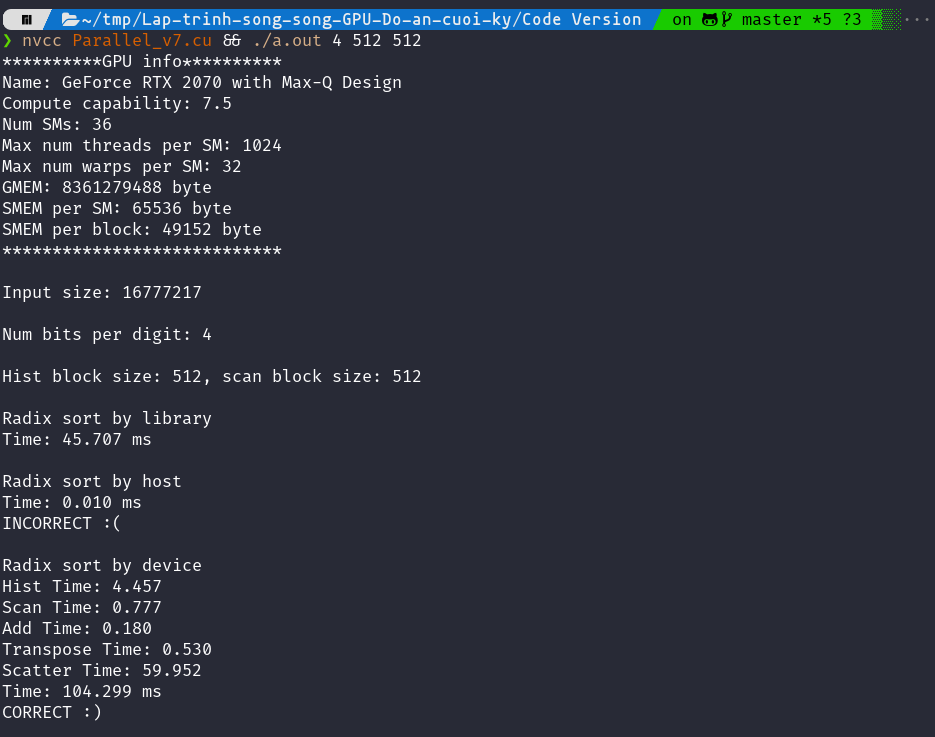 ~/tmp/Lap-trinh-song-song-GPU-Do-an-cuoi-ky/Code Version on master *5 ?3
❯ nvcc Parallel_v7.cu && ./a.out 4 512 512
**********GPU info**********
Name: GeForce RTX 2070 with Max-Q Design
Compute capability: 7.5
Num SMs: 36
Max num threads per SM: 1024
Max num warps per SM: 32
GMEM: 8361279488 byte
SMEM per SM: 65536 byte
SMEM per block: 49152 byte
****************************
Input size: 16777217
Num bits per digit: 4
Hist block size: 512, scan block size: 512
Radix sort by library
Time: 45.707 ms
Radix sort by host
Time: 0.010 ms
INCORRECT :(
Radix sort by device
Hist Time: 4.457
Scan Time: 0.777
Add Time: 0.180
Transpose Time: 0.530
Scatter Time: 59.952
Time: 104.299 ms
CORRECT :)